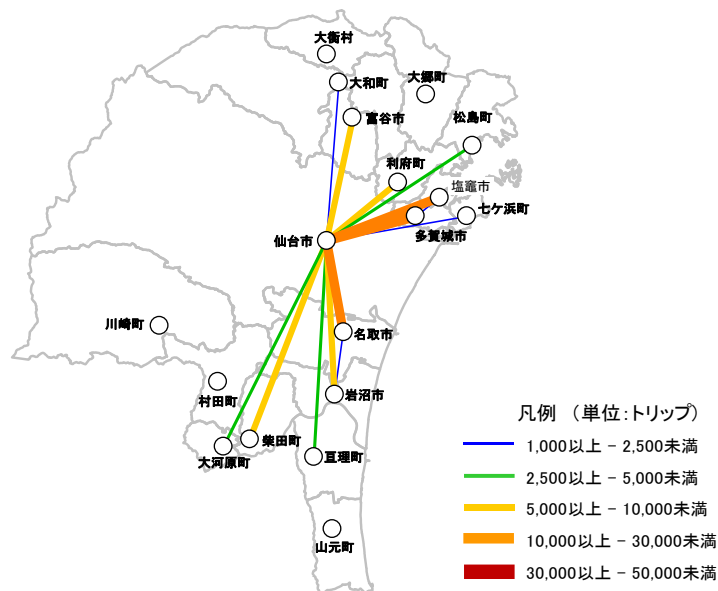 大衡村
大和町
大郷町
富谷市
松島町
利府町
塩竈市
七ケ浜町
多賀城市
仙台市
川崎町
名取市
村田町
岩沼市
柴田町
大河原町
亘理町
山元町
凡例 （単位：トリップ）
1,000以上 － 2,500未満
2,500以上 － 5,000未満
5,000以上 － 10,000未満
10,000以上 － 30,000未満
30,000以上 － 50,000未満